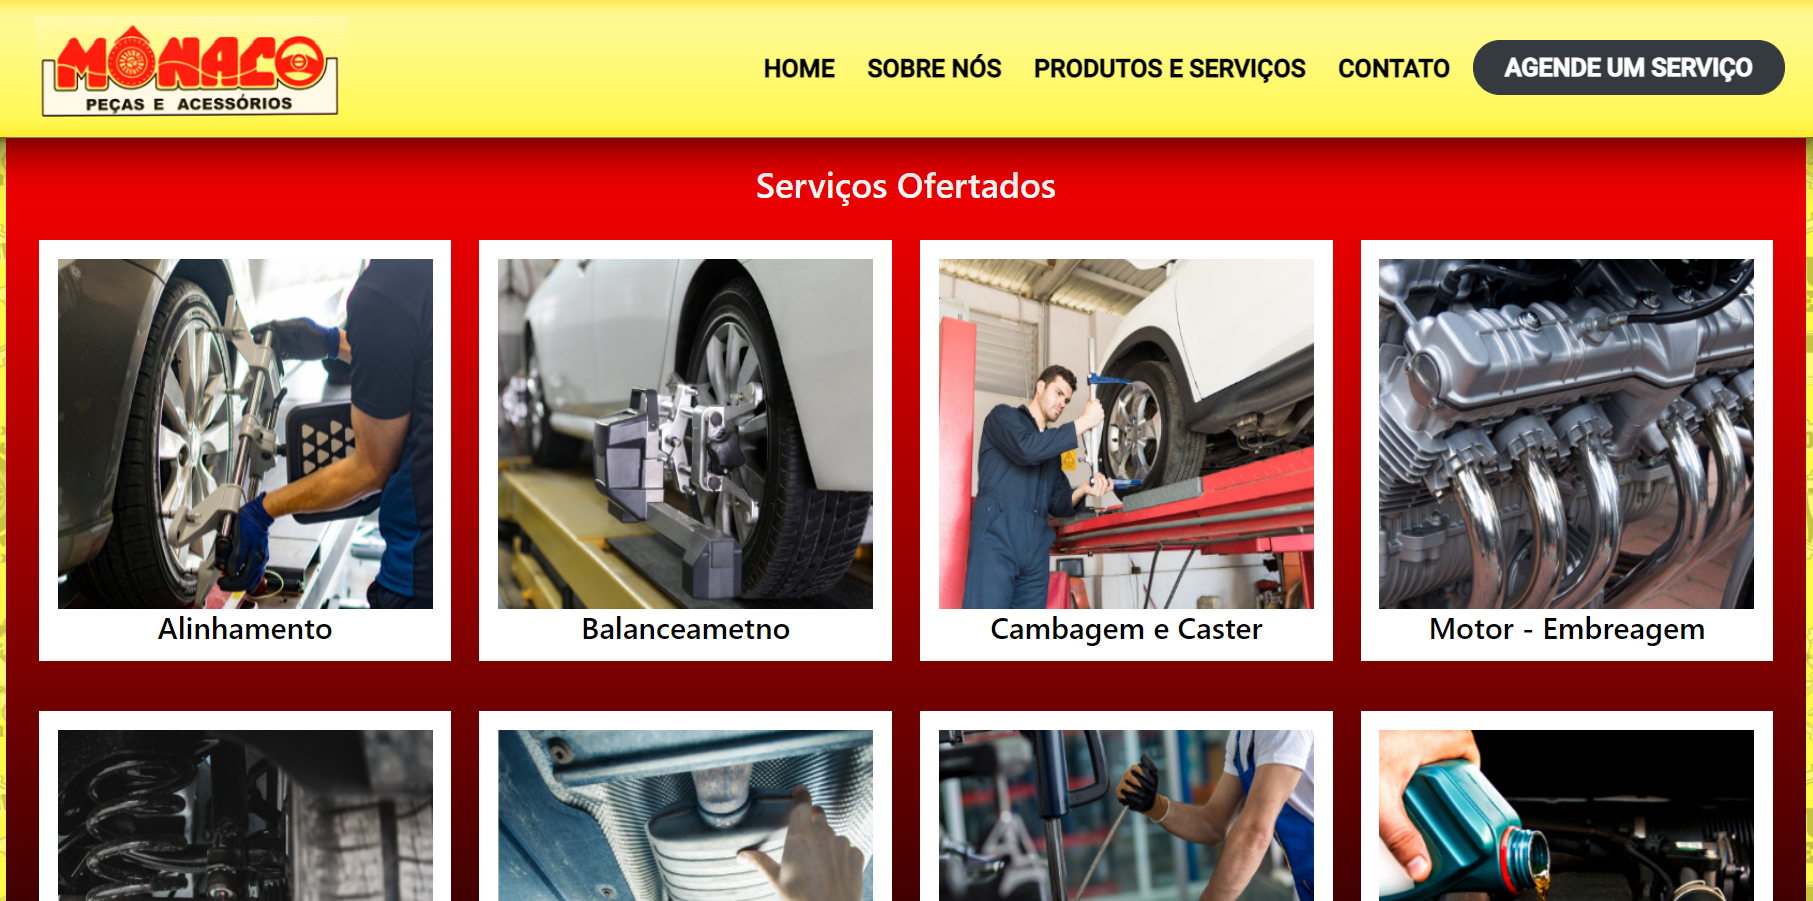 MÔNACO
PEÇAS E ACESSÓRIOS
HOME
SOBRE NÓS
PRODUTOS E SERVIÇOS
CONTATO
AGENDE UM SERVIÇO
Serviços Ofertados
Alinhamento
Balanceametno
Cambagem e Caster
Motor - Embreagem